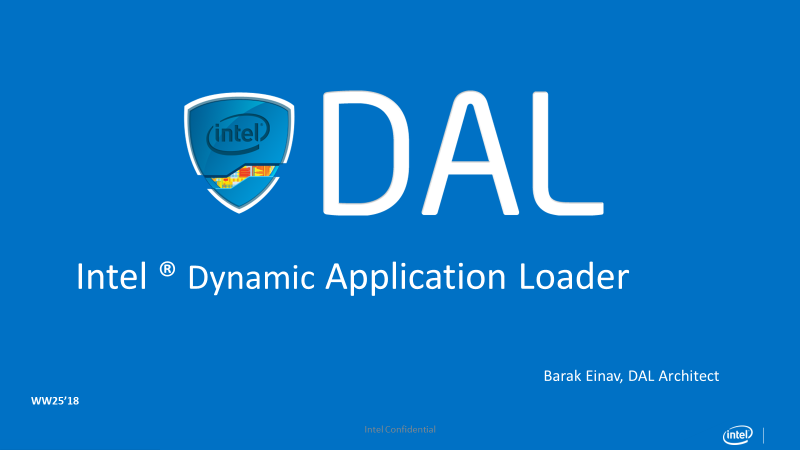 intel
DAL
Intel ® Dynamic Application Loader
Barak Einav, DAL Architect
WW25'18
Intel Confidential
intel